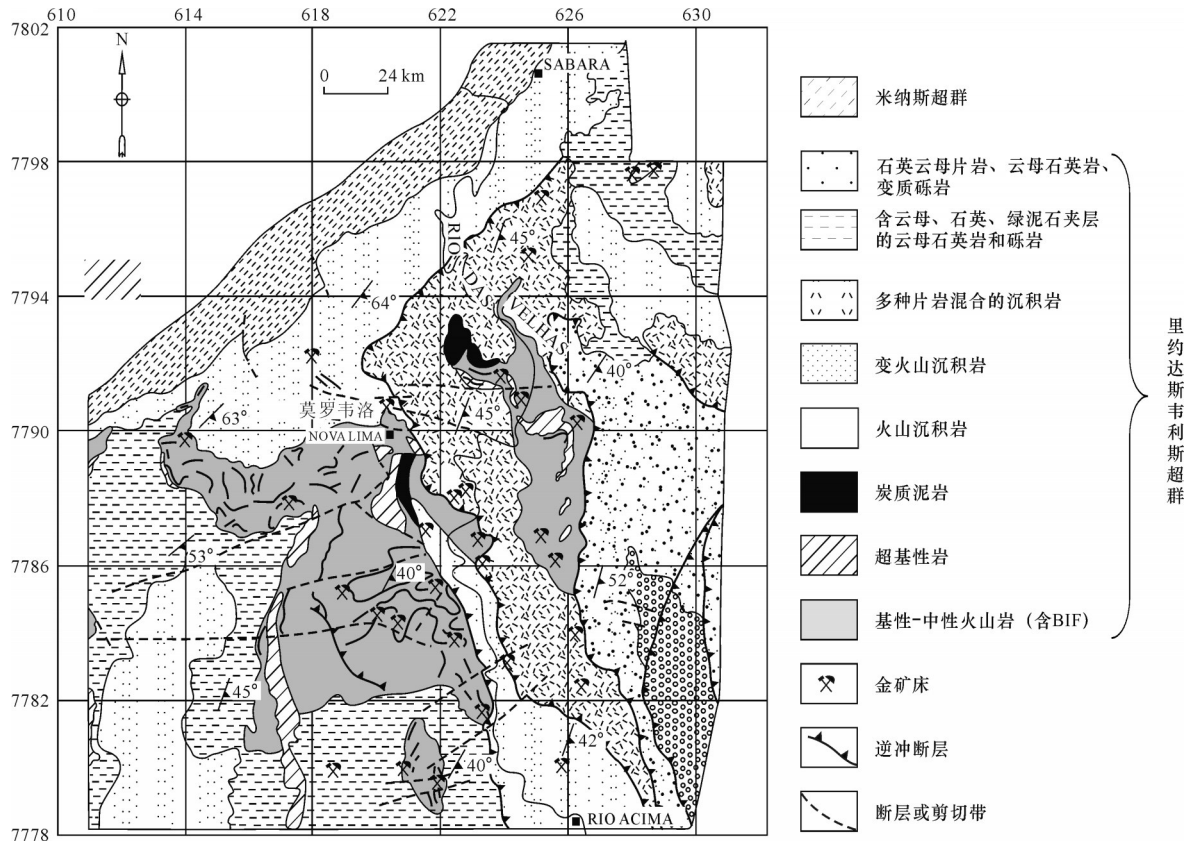 610 614 618 622 626 630
7802
N
0 24 km
SABARA
7798
RIO DAS VELHAS
45°
7794
64°
40°
莫罗韦洛
63°
45°
7790
NOVA LIMA
53°
7786
40°
52°
45°
7782
42°
40°
RIO ACIMA
7778
米纳斯超群
石英云母片岩、云母石英岩、
变质砾岩
含云母、石英、绿泥石夹层
的云母石英岩和砾岩
多种片岩混合的沉积岩
变火山沉积岩
火山沉积岩
炭质泥岩
超基性岩
基性-中性火山岩（含BIF）
金矿床
逆冲断层
断层或剪切带
里约达斯韦利斯超群